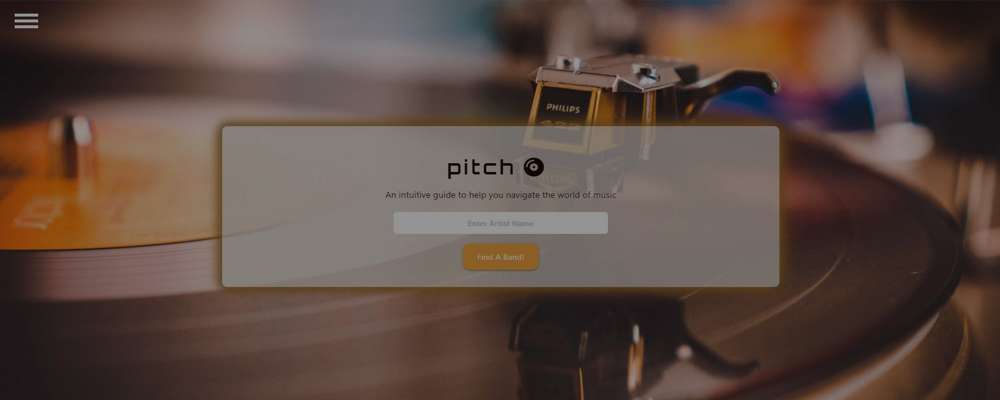 PHILIPS
pitch
An intuitive guide to help you navigate the world of music
Enter Artist Name
Find A Band!